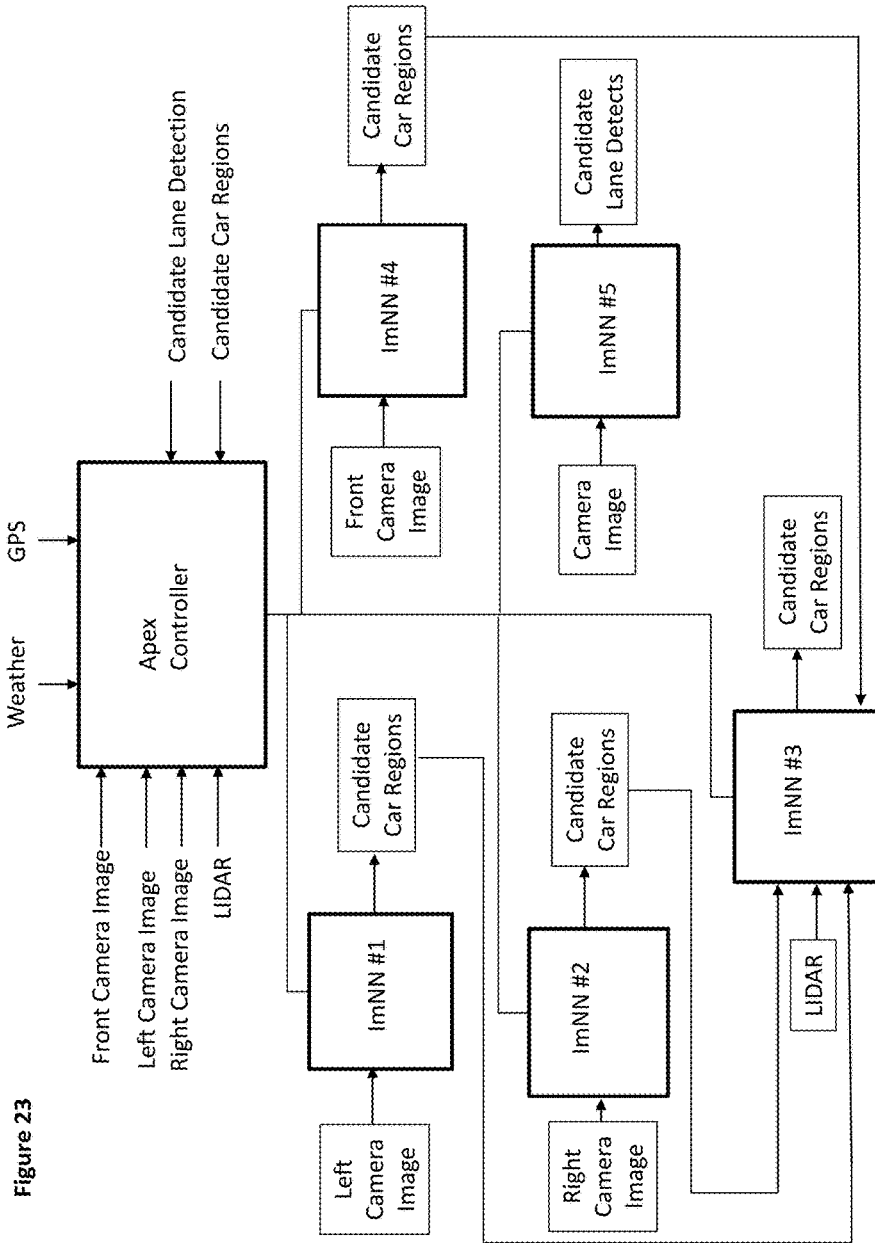 Figure 23
Weather
GPS
Front Camera Image
Left Camera Image
Right Camera Image
LIDAR
Apex
Controller
Candidate Lane Detection
Candidate Car Regions
Left
Camera
Image
ImNN #1
Candidate
Car Regions
Front
Camera
Image
ImNN #4
Candidate
Car Regions
Right
Camera
Image
ImNN #2
Candidate
Car Regions
Camera
Image
ImNN #5
Candidate
Lane Detects
LIDAR
ImNN #3
Candidate
Car Regions